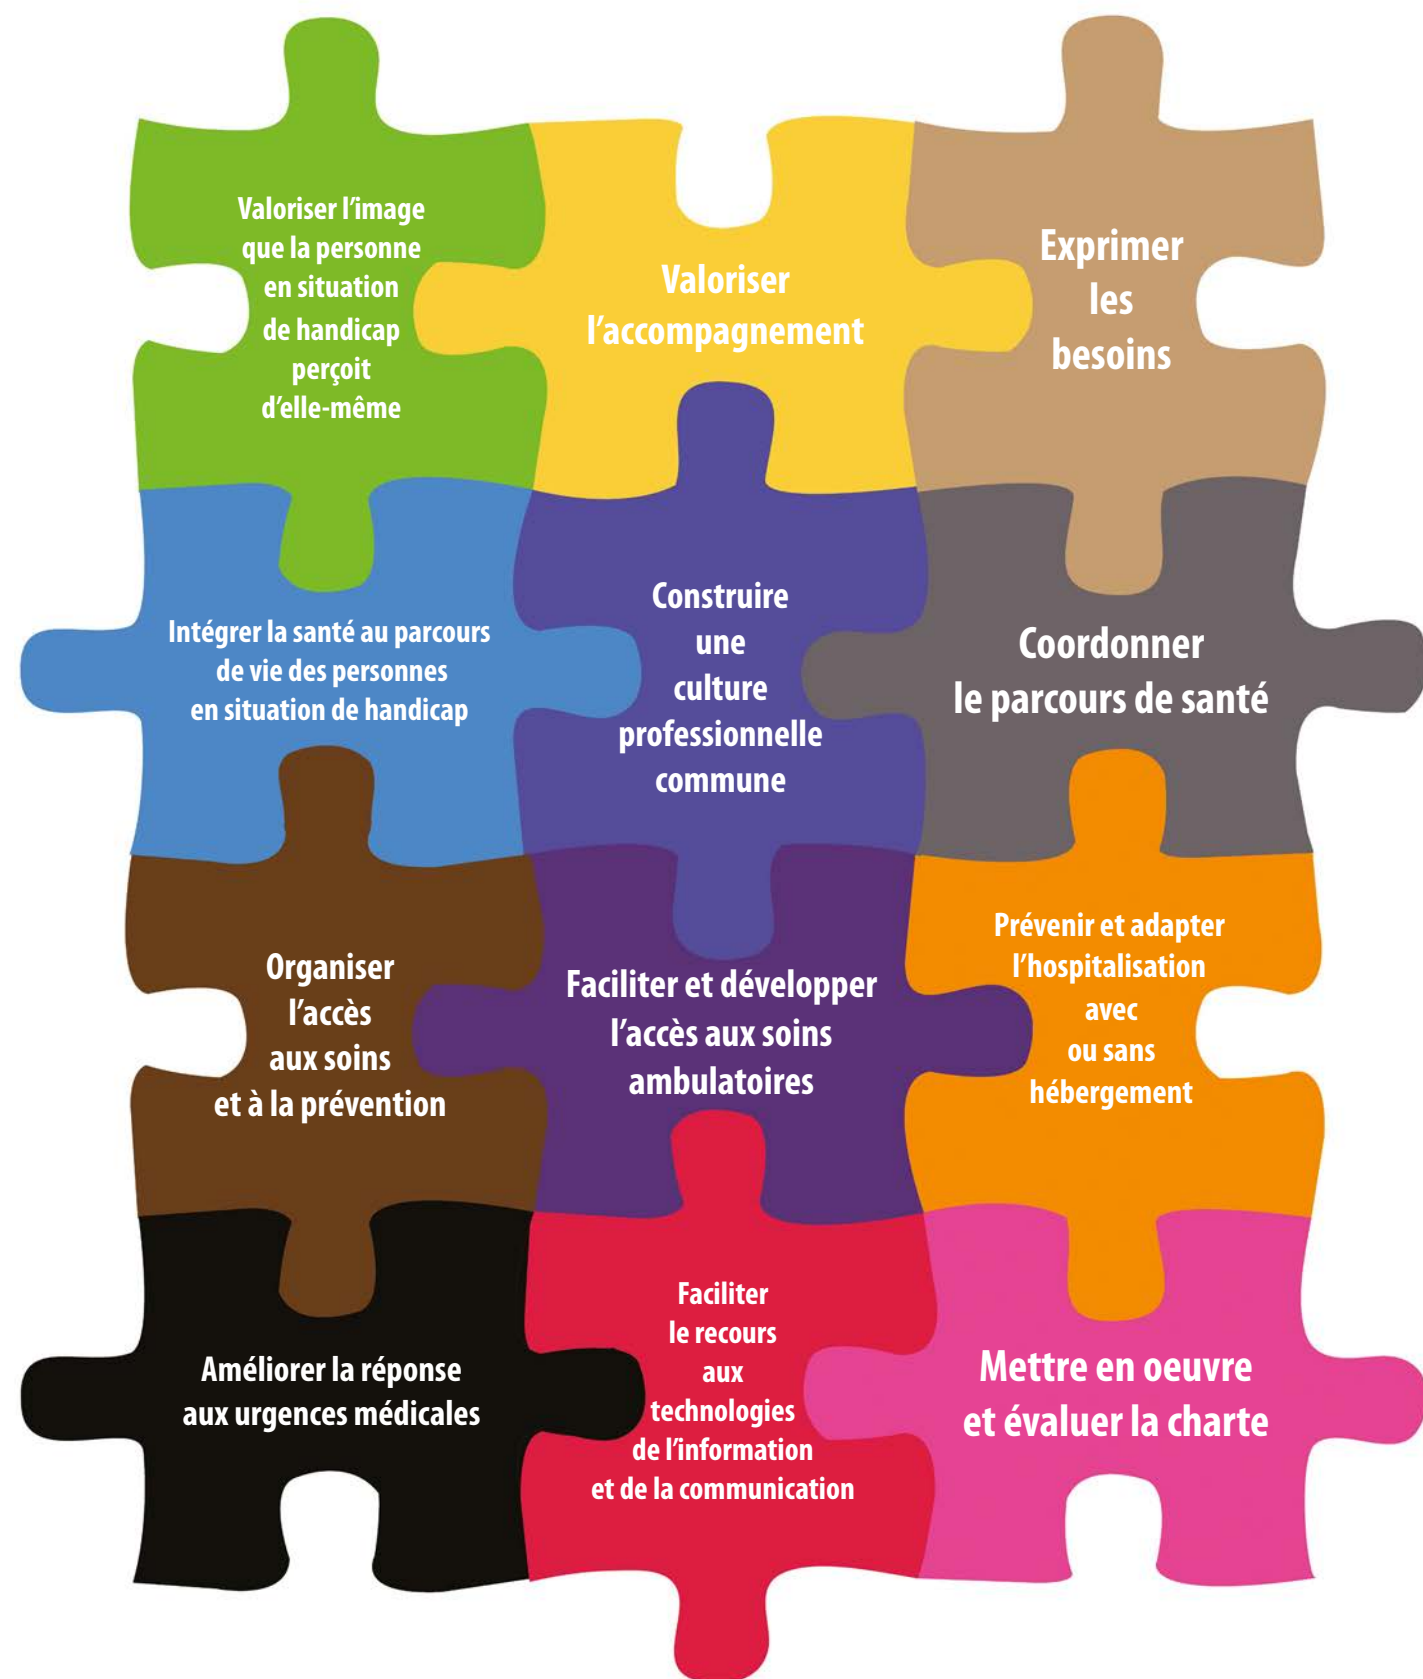 Valoriser l'image
que la personne
en situation
de handicap
perçoit
d'elle-même
Valoriser
l'accompagnement
Exprimer
les
besoins
Intégrer la santé au parcours
de vie des personnes
en situation de handicap
Construire
une
culture
professionnelle
commune
Coordonner
le parcours de santé
Organiser
l'accès
aux soins
et à la prévention
Faciliter et développer
l'accès aux soins
ambulatoires
Prévenir et adapter
l'hospitalisation
avec
ou sans
hébergement
Améliorer la réponse
aux urgences médicales
Faciliter
le recours
aux
technologies
de l'information
et de la communication
Mettre en oeuvre
et évaluer la charte